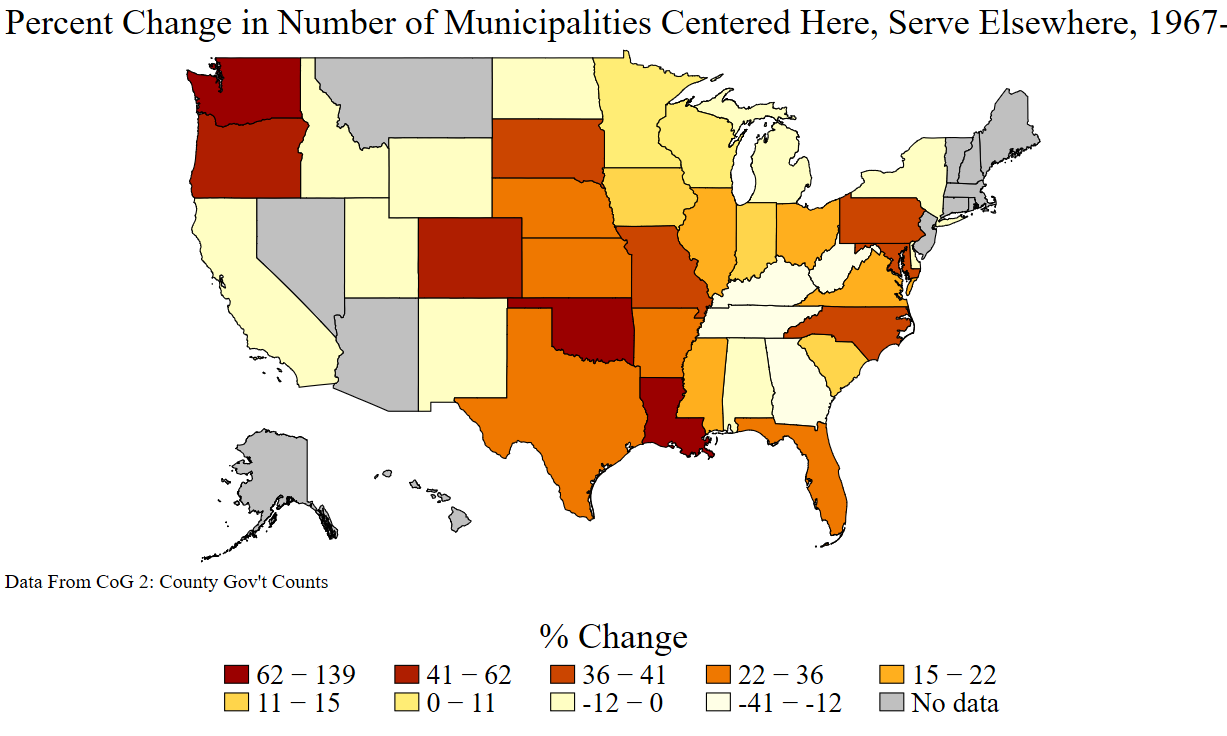 Percent Change in Number of Municipalities Centered Here, Serve Elsewhere, 1967-
Data From CoG 2: County Gov't Counts
% Change
62 − 139 41 − 62 36 − 41 22 − 36 15 − 22
11 − 15 0 − 11 -12 − 0 -41 − -12 No data